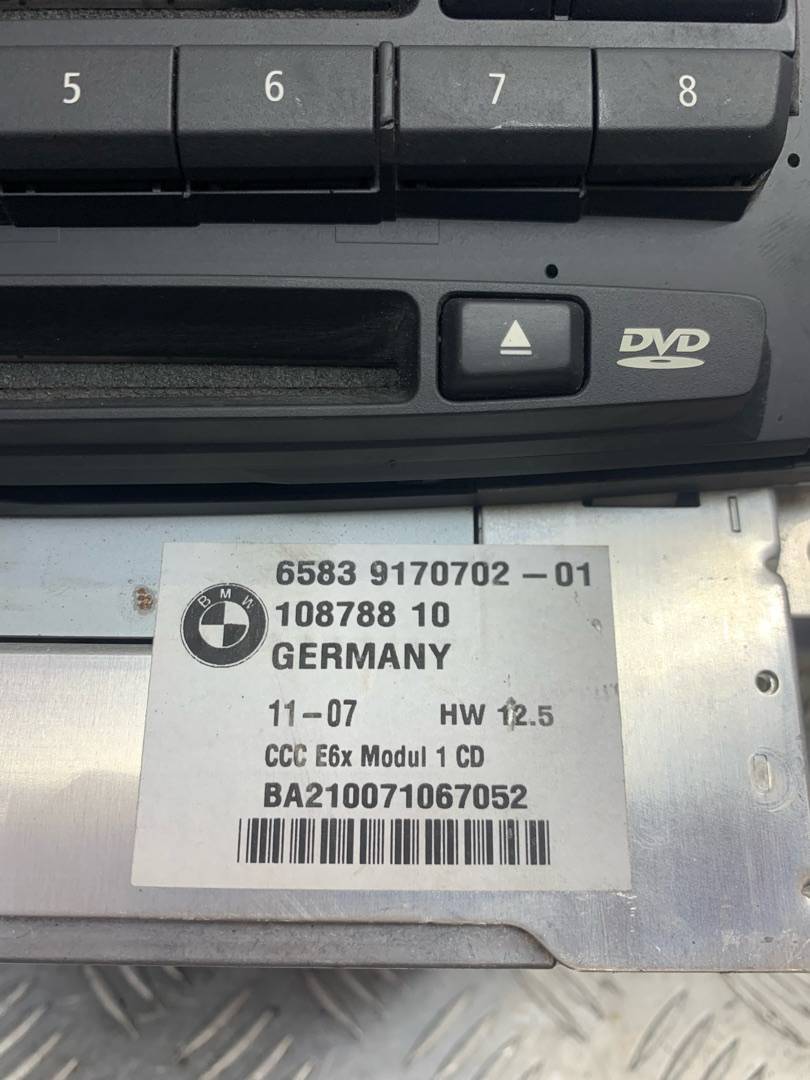 5 6 7 8
DVD
6583 9170702 – 01
BMW
108788 10
GERMANY
11–07 HW 12.5
CCC E6x Modul 1 CD
BA210071067052